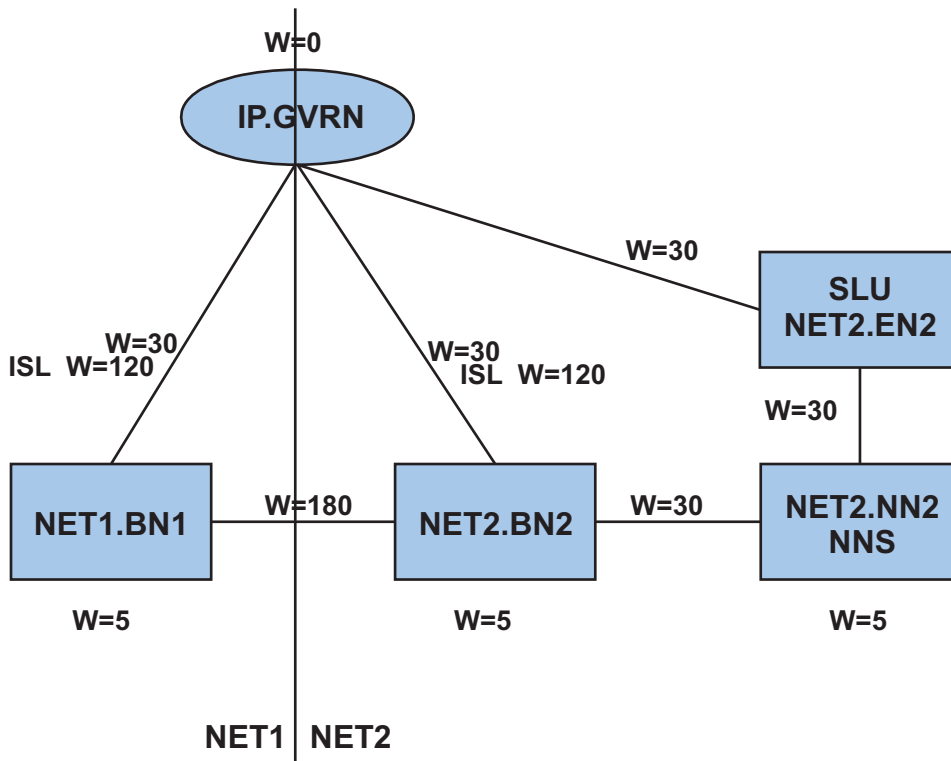 W=0
IP.GVRN
W=30
SLU
NET2.EN2
W=30
ISL W=120
W=30
ISL W=120
W=30
NET1.BN1
W=180
NET2.BN2
W=30
NET2.NN2
NNS
W=5
W=5
W=5
NET1
NET2